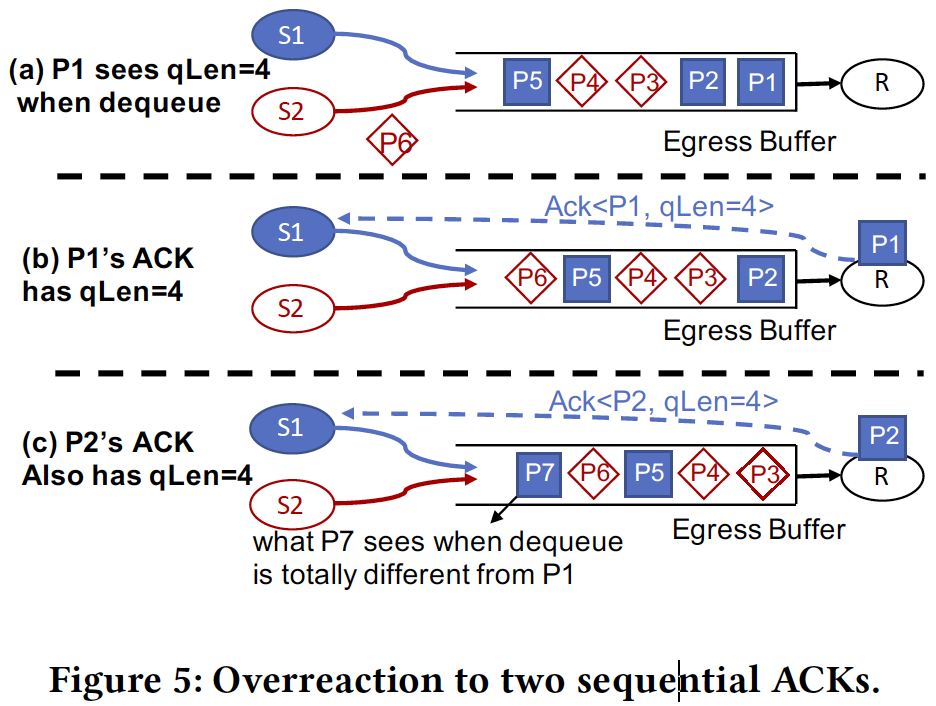 S1
(a) P1 sees qLen=4
when dequeue
S2
P6
P5 P4 P3 P2 P1
R
Egress Buffer
Ack<P1, qLen=4>
S1
P1
(b) P1’s ACK
has qLen=4
P6 P5 P4 P3 P2
R
S2
Egress Buffer
Ack<P2, qLen=4>
S1
P2
(c) P2’s ACK
Also has qLen=4
P7 P6 P5 P4 P3
R
S2
Egress Buffer
what P7 sees when dequeue
is totally different from P1
Figure 5: Overreaction to two sequential ACKs.